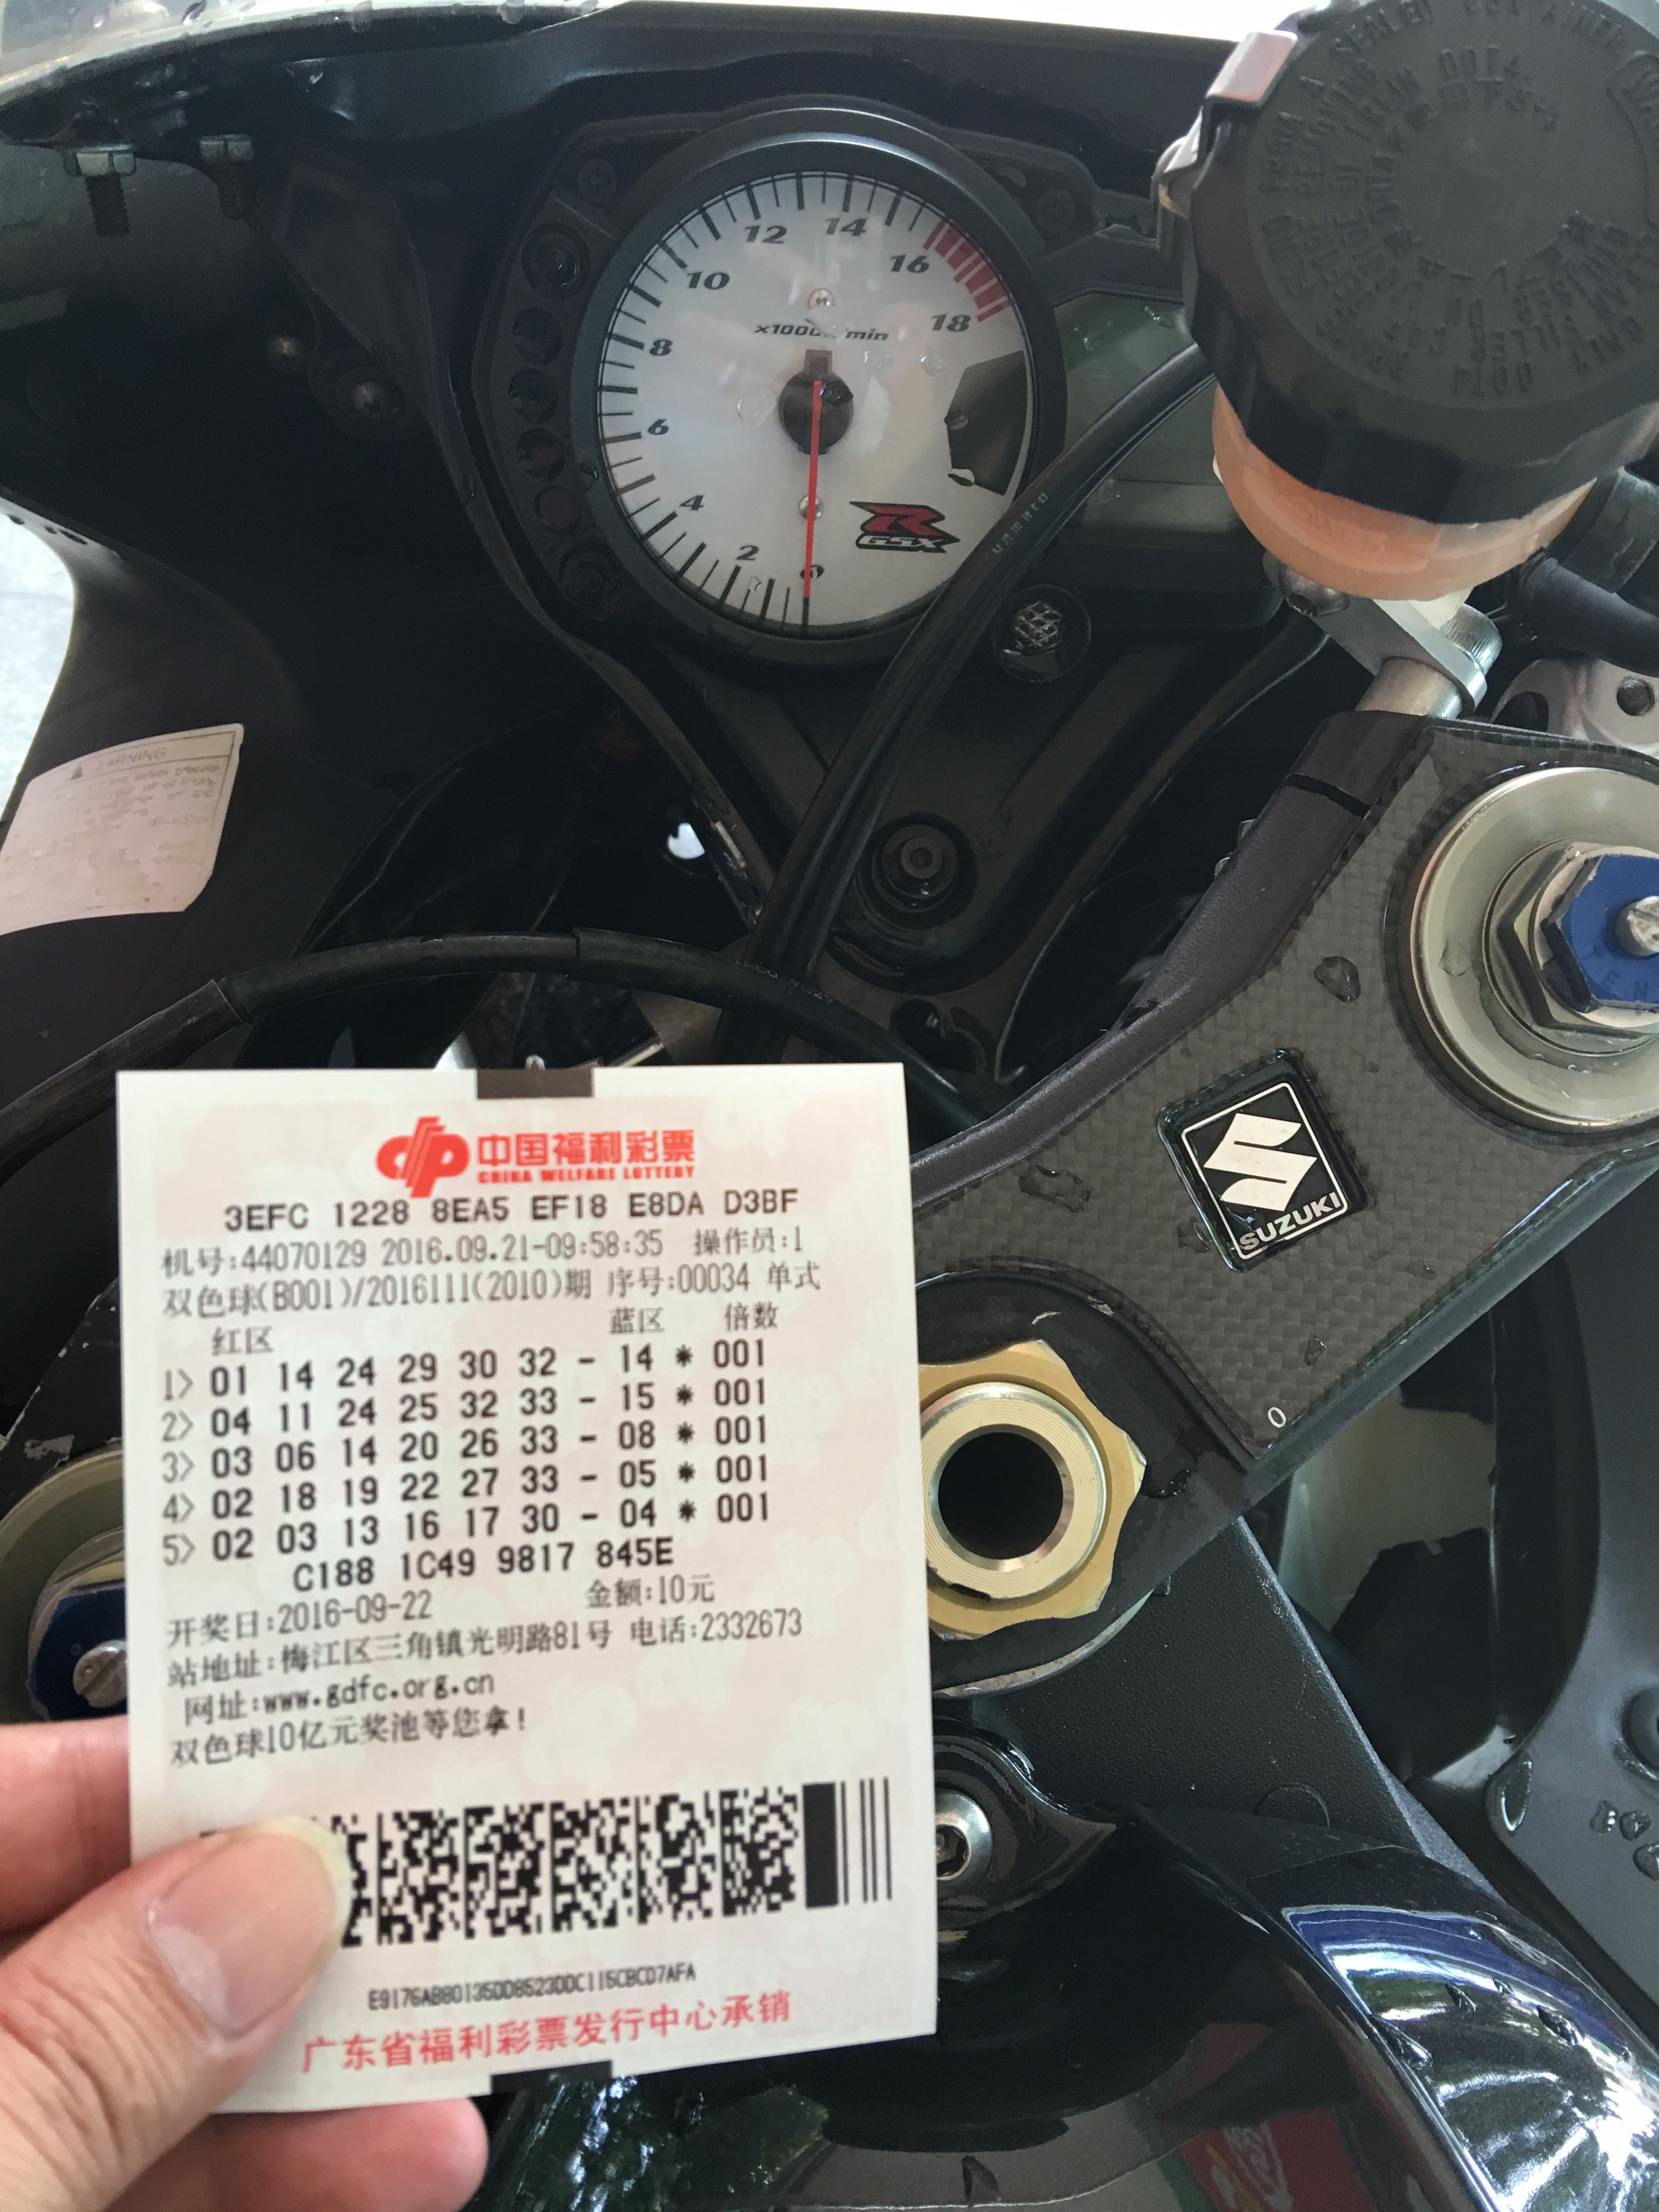 12 14
10 16
8 18
x1000r/min
6
4
2
0
R
GSX
WARNING
SUZUKI
0
中国福利彩票
CHINA WELFARE LOTTERY
3EFC 1228 8EA5 EF18 E8DA D3BF
机号:44070129 2016.09.21-09:58:35 操作员:1
双色球(B001)/2016111(2010)期 序号:00034 单式
红区 蓝区 倍数
1> 01 14 24 29 30 32 - 14 * 001
2> 04 11 24 25 32 33 - 15 * 001
3> 03 06 14 20 26 33 - 08 * 001
4> 02 18 19 22 27 33 - 05 * 001
5> 02 03 13 16 17 30 - 04 * 001
C188 1C49 9817 845E
开奖日:2016-09-22 金额:10元
站地址:梅江区三角镇光明路81号 电话:2332673
网址:www.gdfc.org.cn
双色球10亿元奖池等您拿!
E9176AB80135DD8523DDC115CBCD7AFA
广东省福利彩票发行中心承销